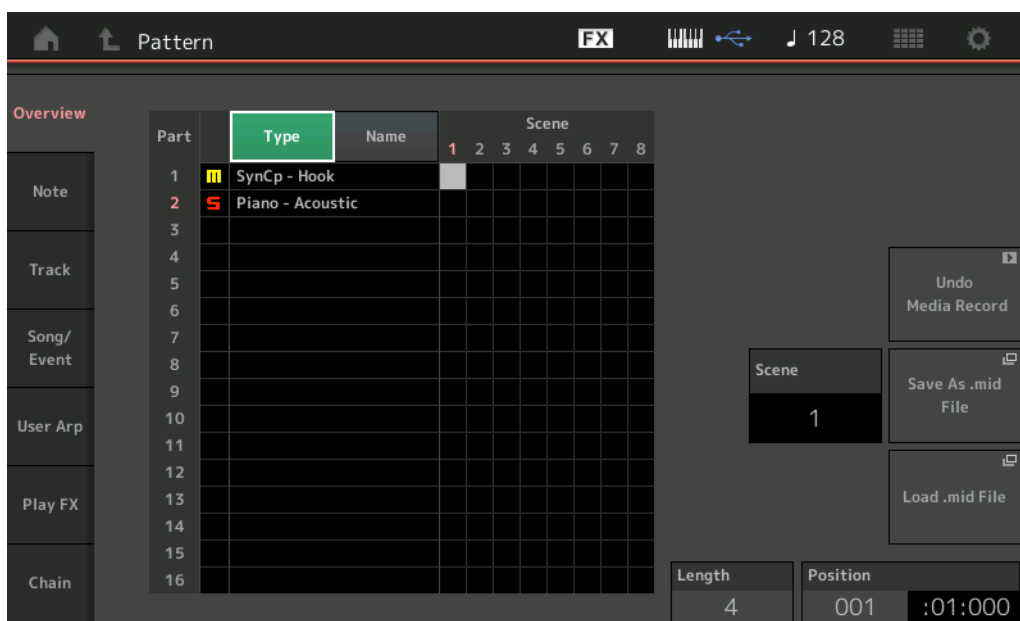 Pattern
FX
♩ 128
Overview
Note
Track
Song/
Event
User Arp
Play FX
Chain
Part
Type
Name
Scene
1 2 3 4 5 6 7 8
1 m SynCp - Hook
2 S Piano - Acoustic
3
4
5
6
7
8
9
10
11
12
13
14
15
16
Undo
Media Record
Scene
1
Save As .mid
File
Load .mid File
Length
4
Position
001 :01:000